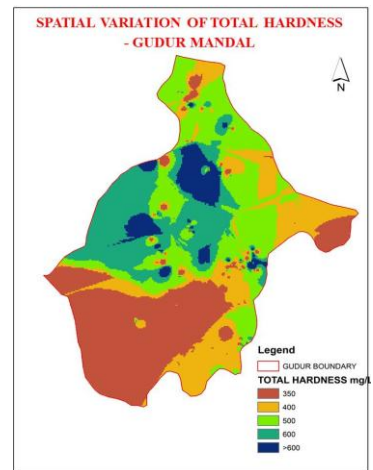 SPATIAL VARIATION OF TOTAL HARDNESS
- GUDUR MANDAL
N
Legend
GUDUR BOUNDARY
TOTAL HARDNESS mg/L
350
400
500
600
>600